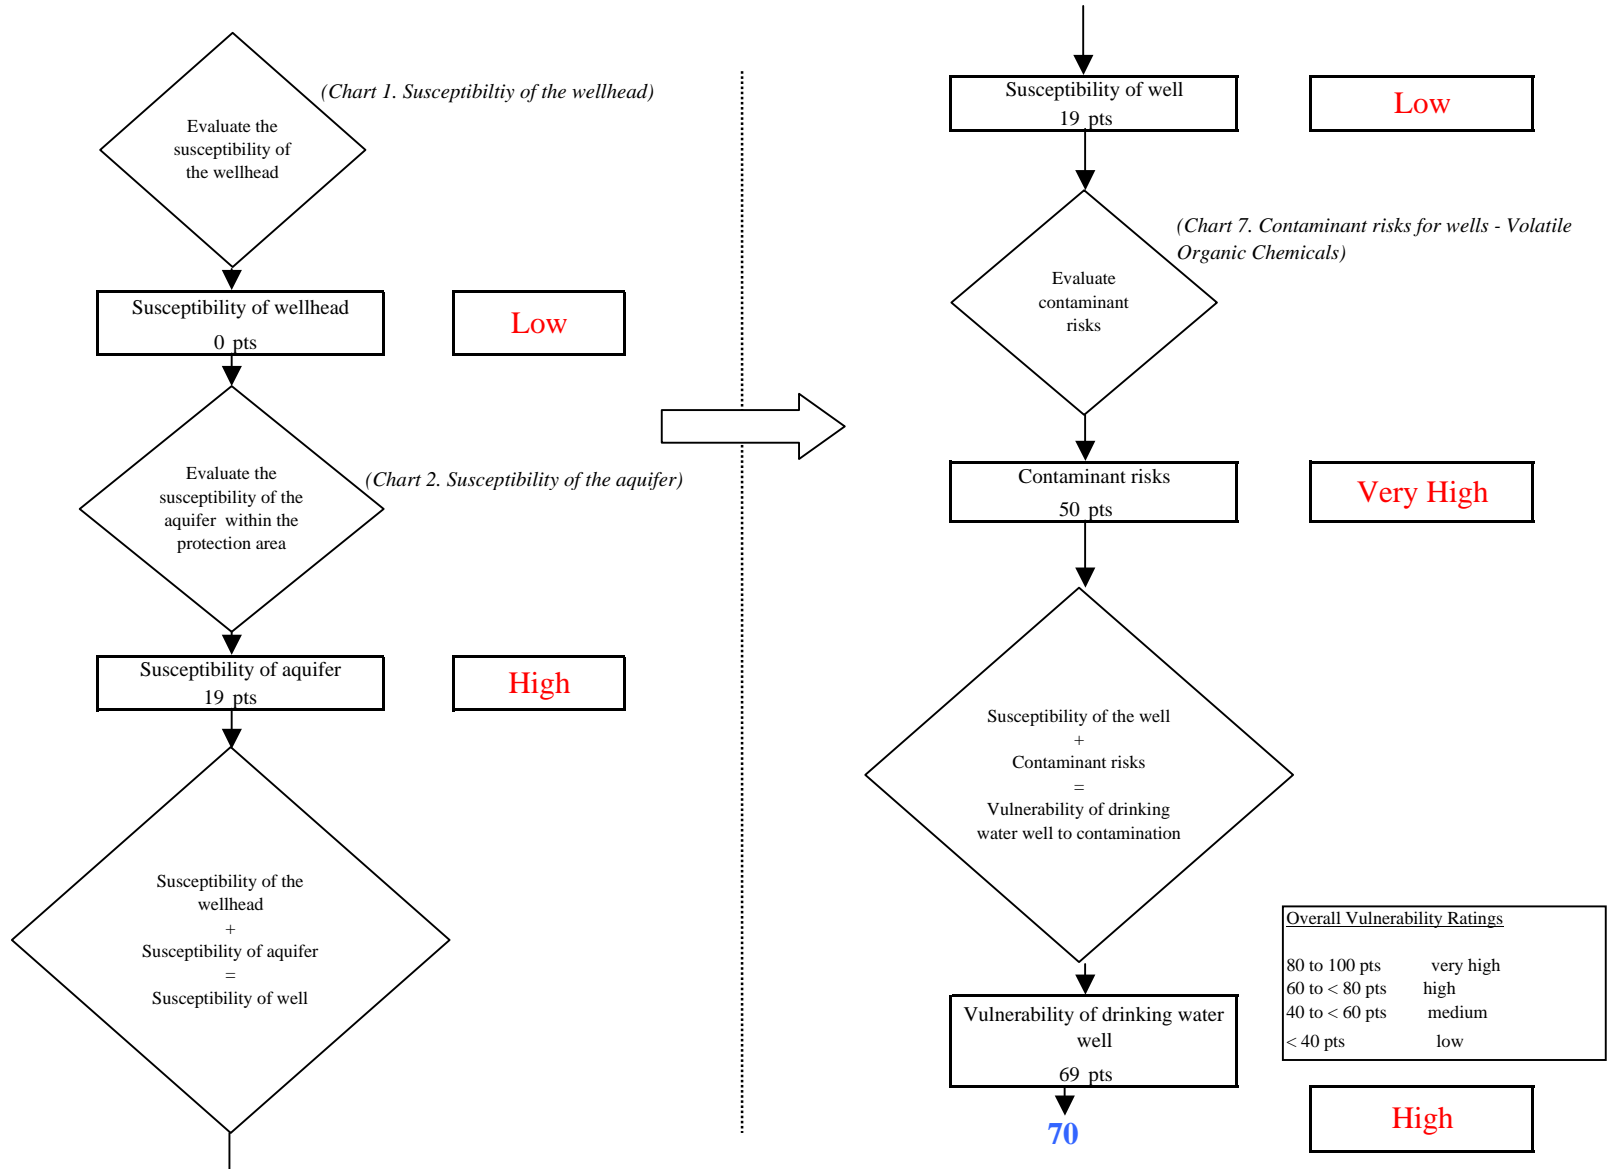 (Chart 1. Susceptibiltiy of the wellhead)
Evaluate the
susceptibility of
the wellhead
Susceptibility of wellhead
0 pts
Low
Evaluate the
susceptibility of the
aquifer within the
protection area
(Chart 2. Susceptibility of the aquifer)
Susceptibility of aquifer
19 pts
High
Susceptibility of the
wellhead
+
Susceptibility of aquifer
=
Susceptibility of well
Susceptibility of well
19 pts
Low
(Chart 7. Contaminant risks for wells - Volatile
Organic Chemicals)
Evaluate
contaminant
risks
Contaminant risks
50 pts
Very High
Susceptibility of the well
+
Contaminant risks
=
Vulnerability of drinking
water well to contamination
Overall Vulnerability Ratings
80 to 100 pts very high
60 to < 80 pts high
40 to < 60 pts medium
< 40 pts low
Vulnerability of drinking water
well
69 pts
70
High